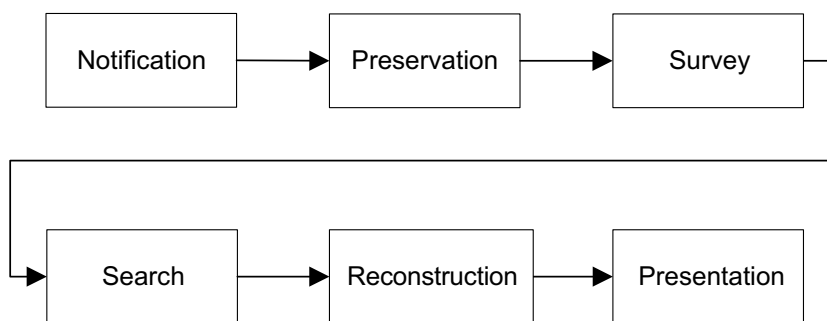 Notification
Preservation
Survey
Search
Reconstruction
Presentation